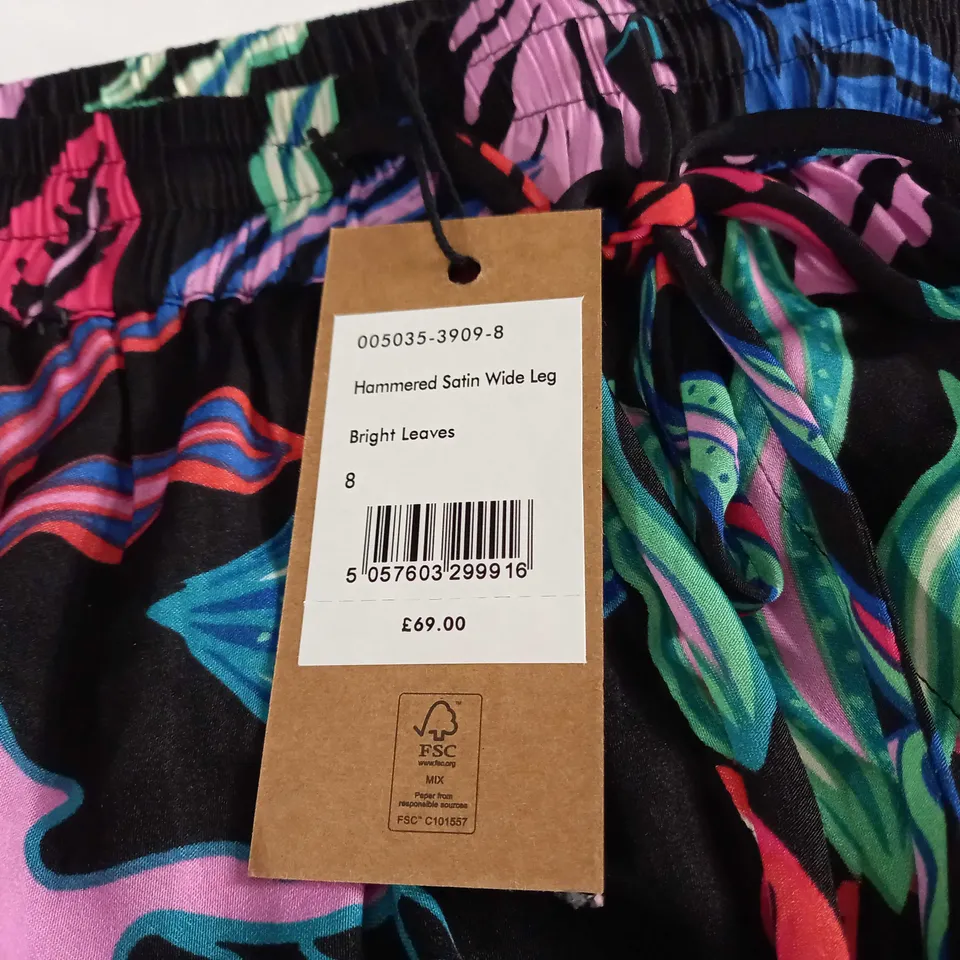 005035-3909-8
Hammered Satin Wide Leg
Bright Leaves
8
5 057603 299916
£69.00
FSC
www.fsc.org
MIX
Paper from
responsible sources
FSC™ C101557